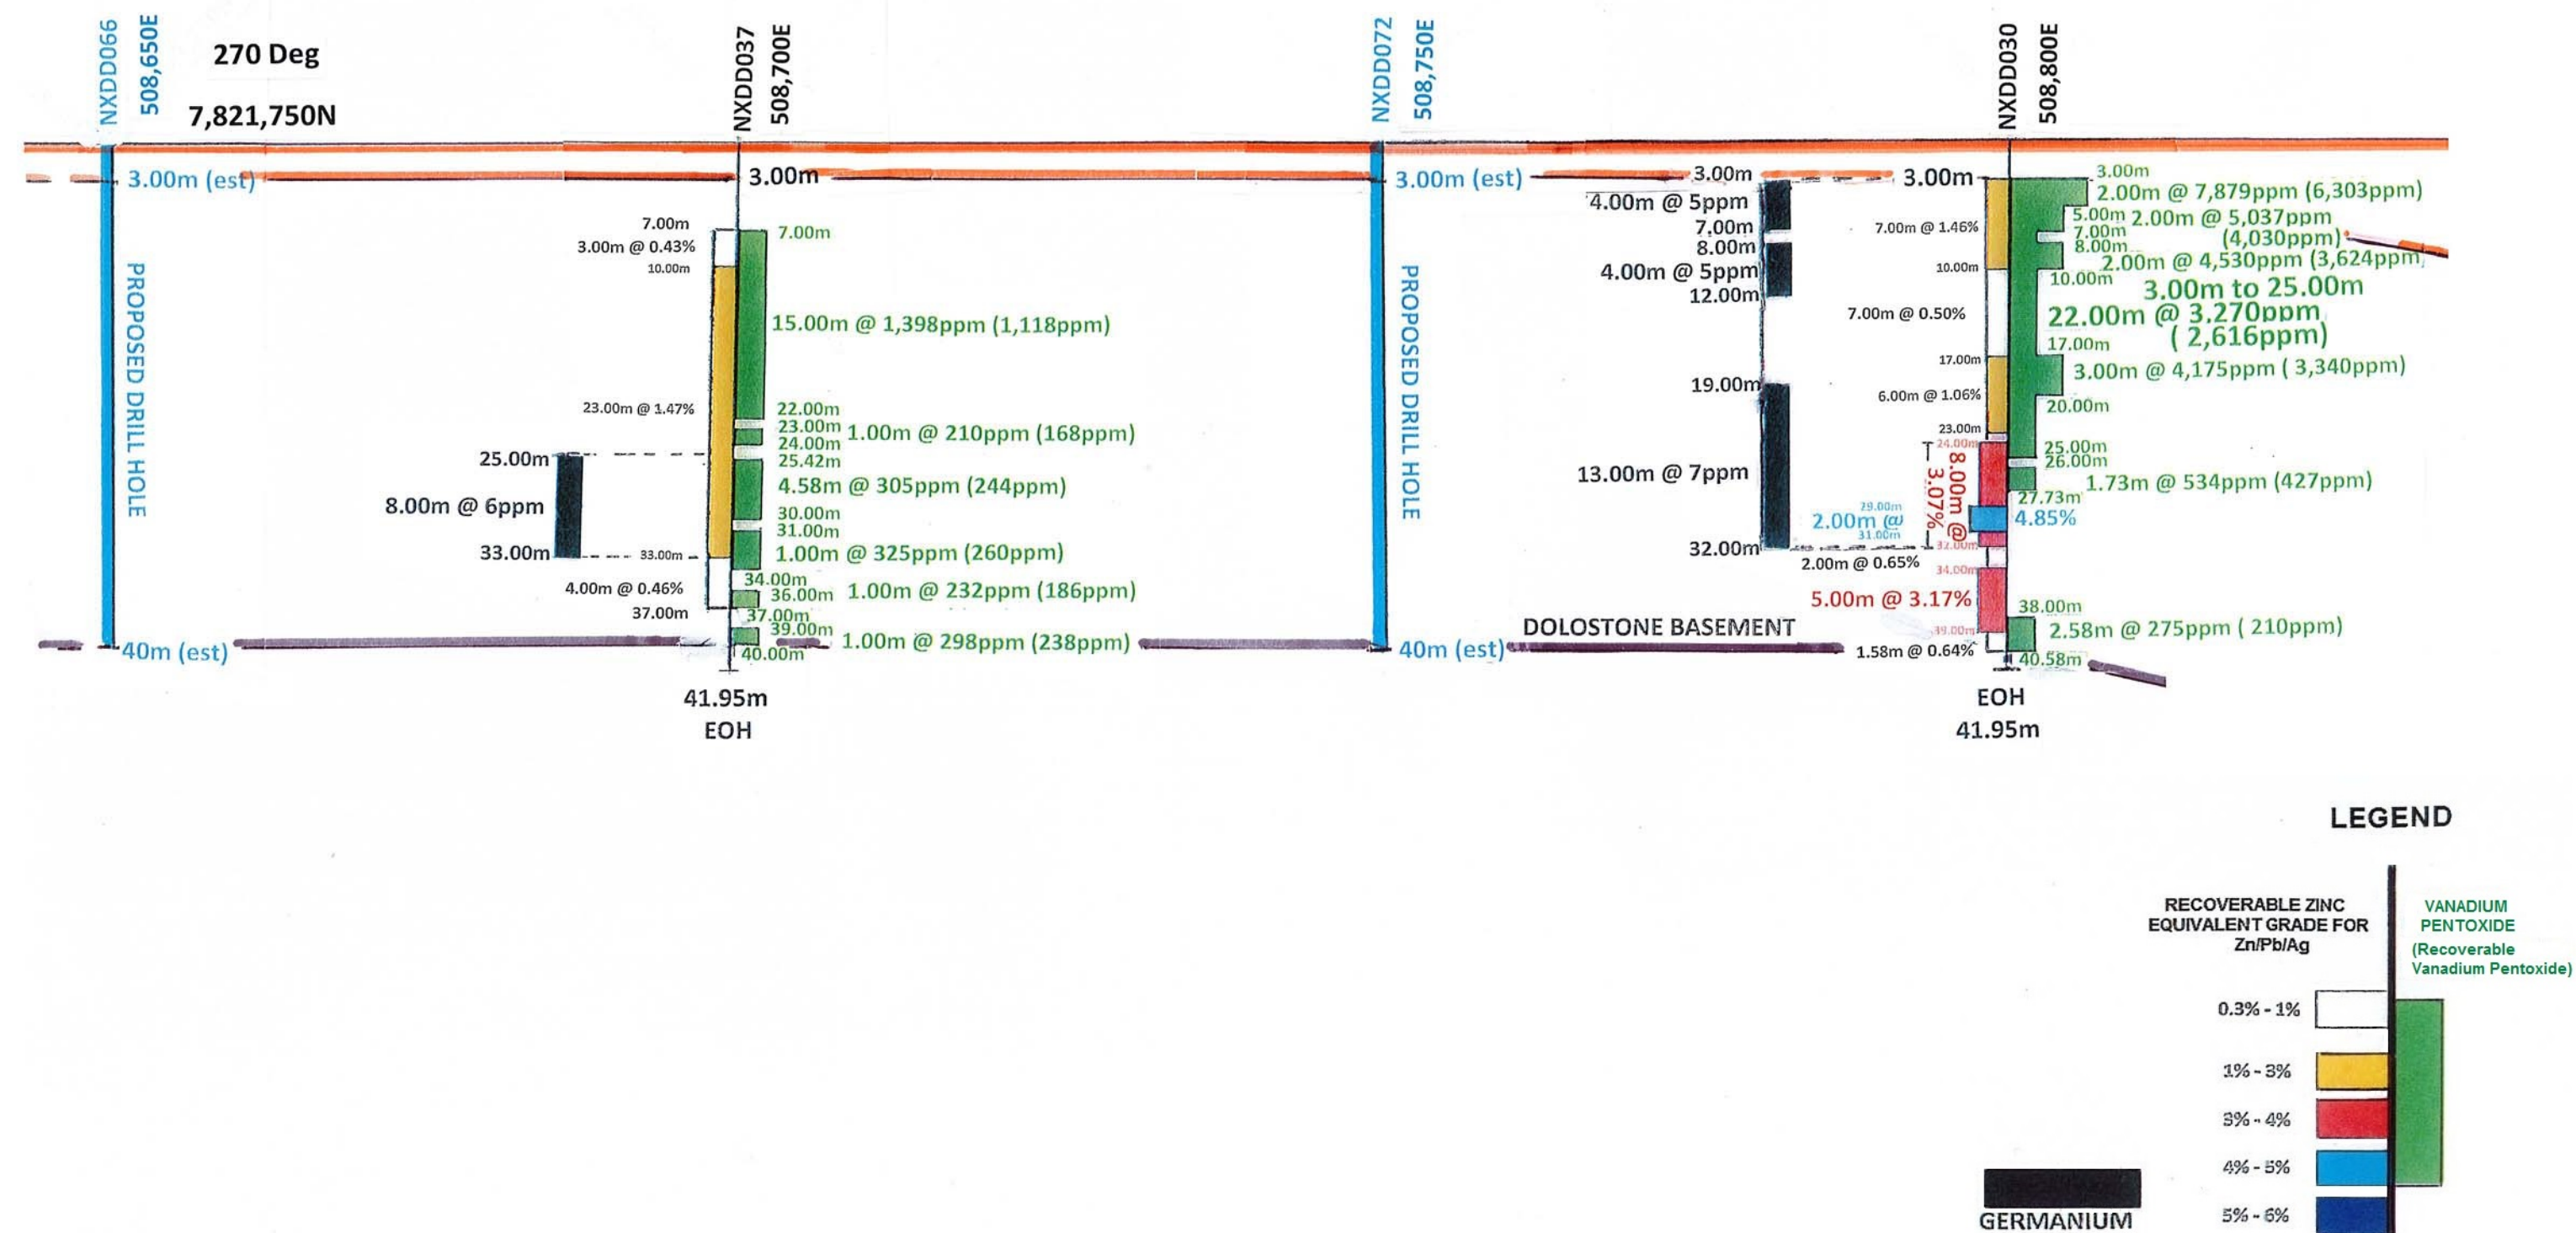 NXDD066
508,650E
270 Deg
7,821,750N
3.00m (est)
PROPOSED DRILL HOLE
40m (est)
NXDD037
508,700E
3.00m
7.00m
3.00m @ 0.43%
10.00m
23.00m @ 1.47%
25.00m
8.00m @ 6ppm
33.00m
33.00m
4.00m @ 0.46%
37.00m
7.00m
15.00m @ 1,398ppm (1,118ppm)
22.00m
23.00m
24.00m
1.00m @ 210ppm (168ppm)
25.42m
4.58m @ 305ppm (244ppm)
30.00m
31.00m
1.00m @ 325ppm (260ppm)
34.00m
36.00m
1.00m @ 232ppm (186ppm)
37.00m
39.00m
1.00m @ 298ppm (238ppm)
40.00m
41.95m
EOH
NXDD072
508,750E
3.00m (est)
PROPOSED DRILL HOLE
40m (est)
DOLOSTONE BASEMENT
NXDD030
508,800E
3.00m
4.00m @ 5ppm
7.00m
8.00m
4.00m @ 5ppm
12.00m
19.00m
13.00m @ 7ppm
32.00m
3.00m
7.00m @ 1.46%
10.00m
7.00m @ 0.50%
17.00m
6.00m @ 1.06%
23.00m
24.00m
8.00m @
3.07%
29.00m
2.00m @
31.00m
4.85%
32.00m
2.00m @ 0.65%
34.00m
5.00m @ 3.17%
39.00m
1.58m @ 0.64%
3.00m
2.00m @ 7,879ppm (6,303ppm)
5.00m
2.00m @ 5,037ppm
(4,030ppm)
7.00m
8.00m
2.00m @ 4,530ppm (3,624ppm)
10.00m
3.00m to 25.00m
22.00m @ 3,270ppm
( 2,616ppm)
17.00m
3.00m @ 4,175ppm ( 3,340ppm)
20.00m
25.00m
26.00m
1.73m @ 534ppm (427ppm)
27.73m
38.00m
2.58m @ 275ppm ( 210ppm)
40.58m
EOH
41.95m
LEGEND
RECOVERABLE ZINC
EQUIVALENT GRADE FOR
Zn/Pb/Ag
VANADIUM
PENTOXIDE
(Recoverable
Vanadium Pentoxide)
0.3% - 1%
1% - 3%
3% - 4%
4% - 5%
5% - 6%
GERMANIUM